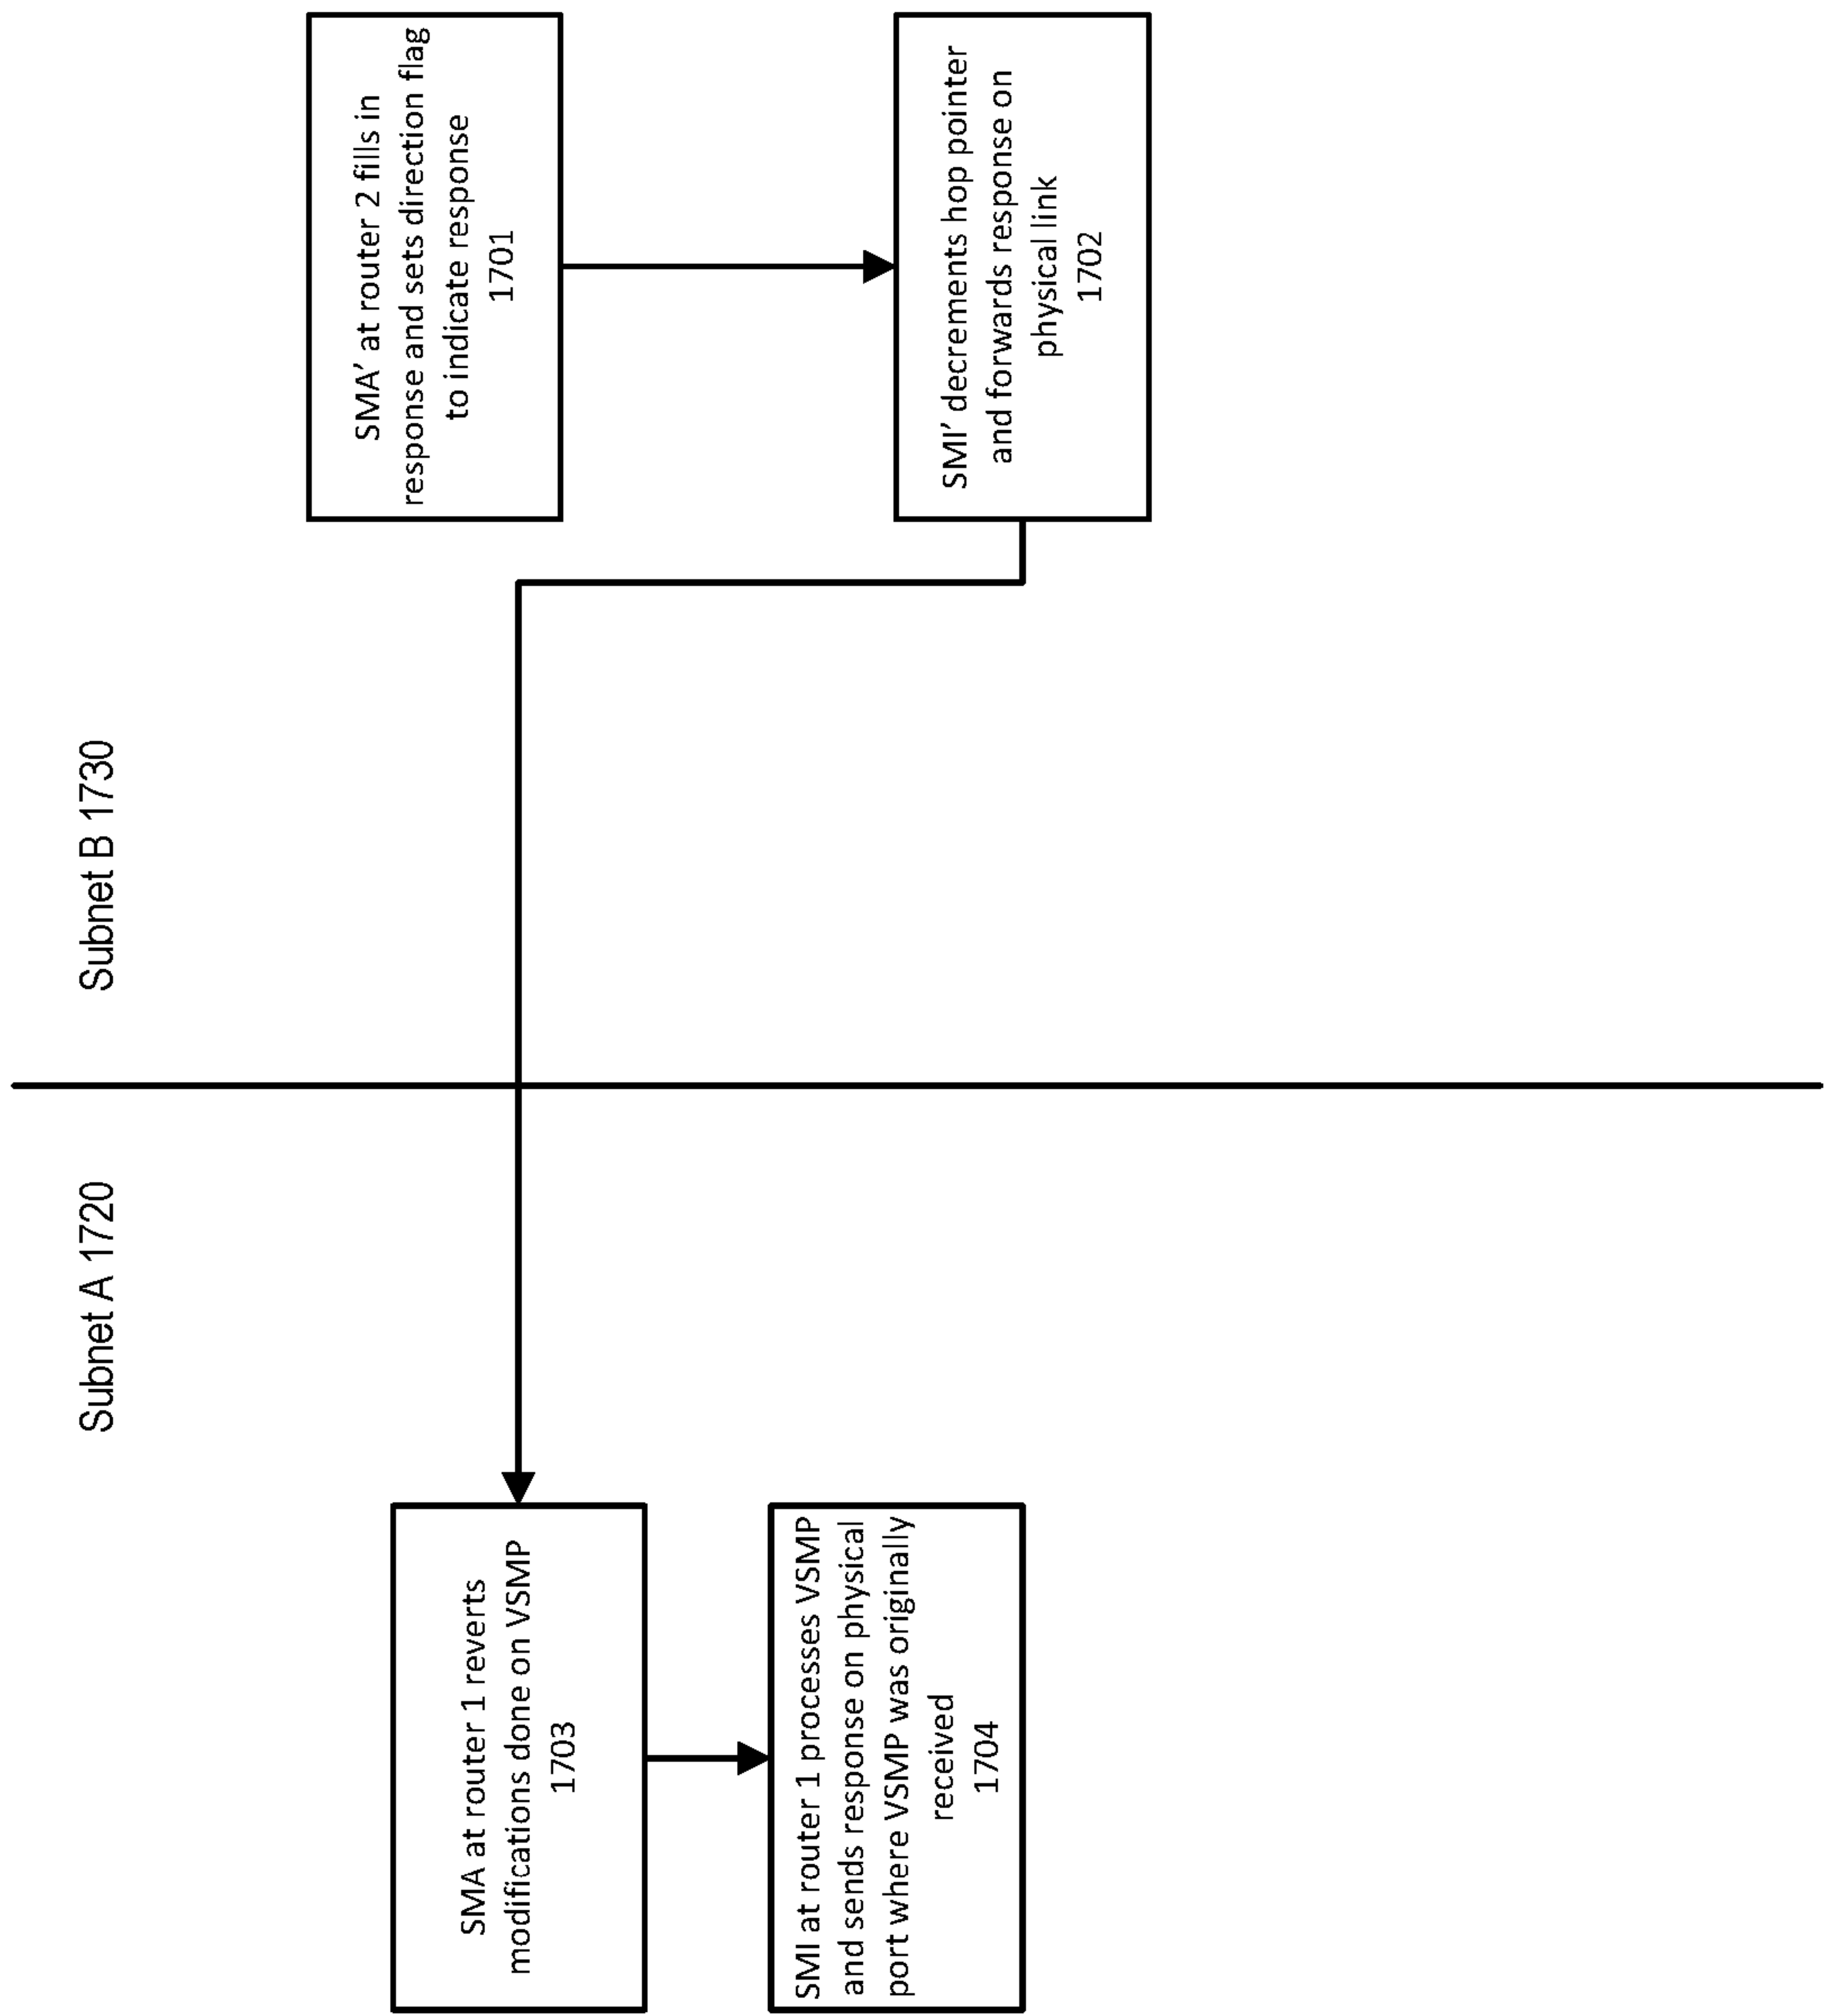 Subnet A 1720
Subnet B 1730
SMA' at router 2 fills in
response and sets direction flag
to indicate response
1701
SMI' decrements hop pointer
and forwards response on
physical link
1702
SMA at router 1 reverts
modifications done on VSMP
1703
SMI at router 1 processes VSMP
and sends response on physical
port where VSMP was originally
received
1704